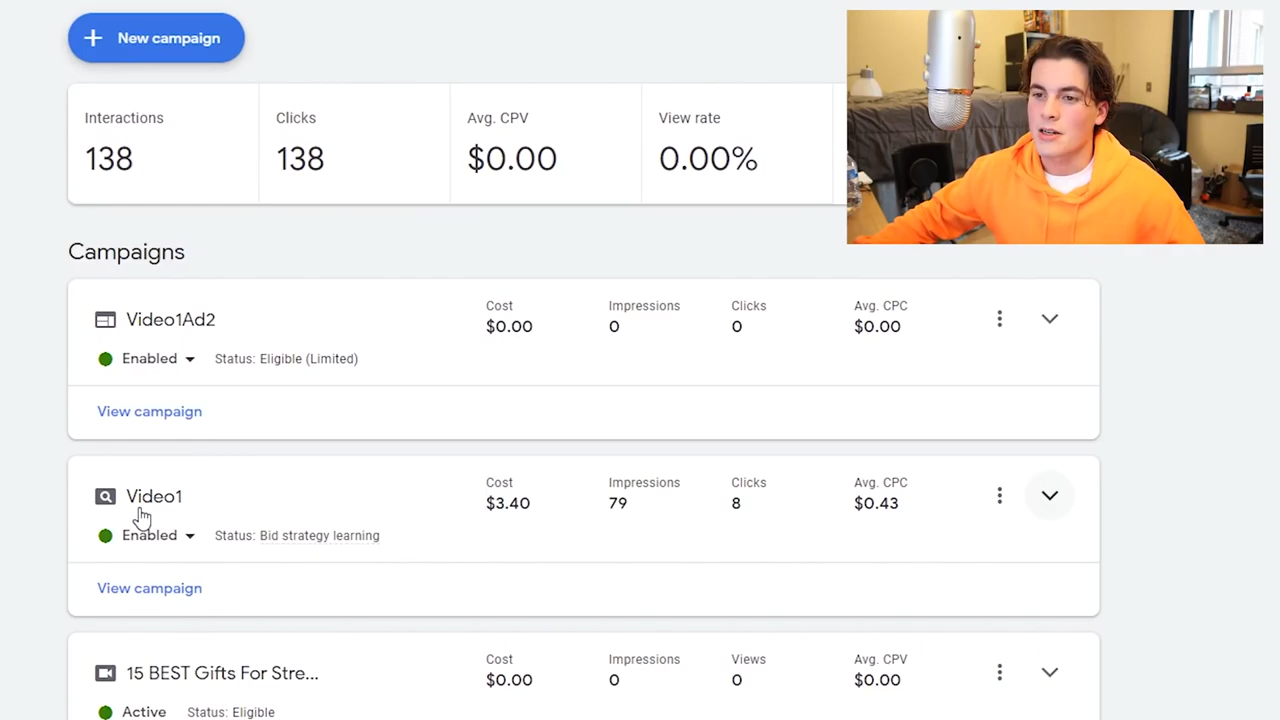 + New campaign
Interactions Clicks Avg. CPV View rate
138 138 $0.00 0.00%
Campaigns
Video1Ad2
Cost Impressions Clicks Avg. CPC
$0.00 0 0 $0.00
Enabled Status: Eligible (Limited)
View campaign
Video1
Cost Impressions Clicks Avg. CPC
$3.40 79 8 $0.43
Enabled Status: Bid strategy learning
View campaign
15 BEST Gifts For Stre...
Cost Impressions Views Avg. CPV
$0.00 0 0 $0.00
Active Status: Eligible